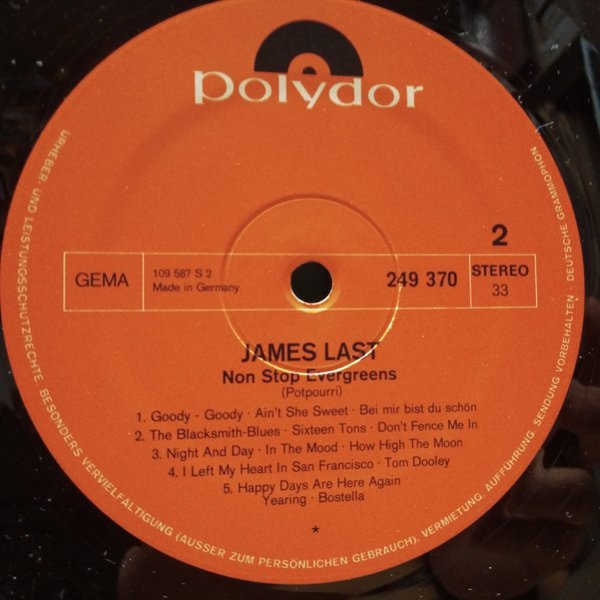 polydor
2
GEMA
109 587 S 2
Made in Germany
249 370
STEREO
33
JAMES LAST
Non Stop Evergreens
(Potpourri)
1. Goody - Goody · Ain't She Sweet · Bei mir bist du schön
2. The Blacksmith-Blues · Sixteen Tons · Don't Fence Me In
3. Night And Day · In The Mood · How High The Moon
4. I Left My Heart In San Francisco · Tom Dooley
5. Happy Days Are Here Again
Yearing · Bostella
*
URHEBER- UND LEISTUNGSSCHUTZRECHTE, BESONDERS VERVIELFÄLTIGUNG (AUSSER ZUM PERSÖNLICHEN GEBRAUCH), VERMIETUNG, AUFFÜHRUNG, SENDUNG VORBEHALTEN · DEUTSCHE GRAMMOPHON